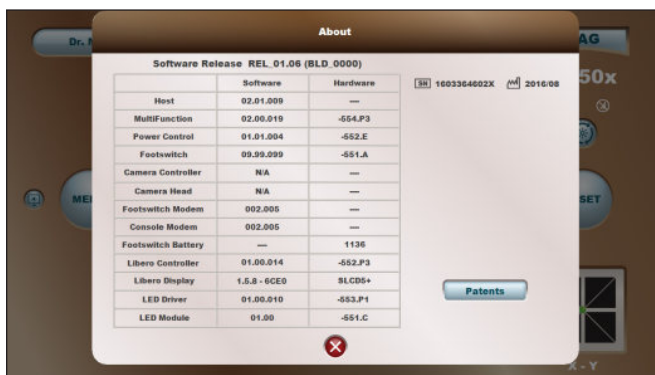 About
Dr.
AG
Software Release REL_01.06 (BLD_0000)
Software Hardware
SN 1603364602X 2016/08
50x
Host 02.01.009 ---
MultiFunction 02.00.019 -554.P3
Power Control 01.01.004 -552.E
Footswitch 09.99.099 -551.A
Camera Controller N/A ---
Camera Head N/A ---
ME
SET
Footswitch Modem 002.005 ---
Console Modem 002.005 ---
Footswitch Battery --- 1136
Libero Controller 01.00.014 -552.P3
Libero Display 1.5.8 - 6CE0 SLCD5+
Patents
LED Driver 01.00.010 -553.P1
LED Module 01.00 -551.C
X - Y